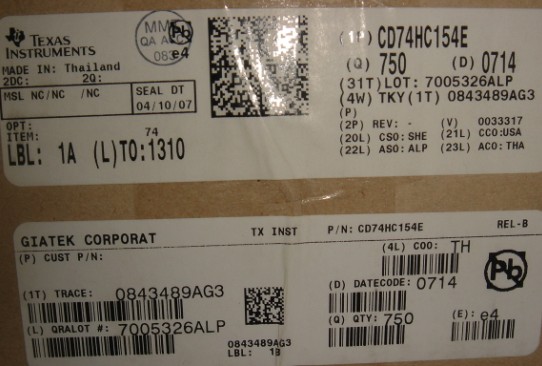 TEXAS
INSTRUMENTS
MADE IN: Thailand
2DC: 2Q:
MSL NC/NC /NC
SEAL DT
04/10/07
OPT:
ITEM: 74
LBL: 1A (L)TO:1310
QA
Pb
e4
(1P) CD74HC154E
(Q) 750 (D) 0714
(31T)LOT: 7005326ALP
(4W) TKY(1T) 0843489AG3
(P)
(2P) REV: - (V) 0033317
(20L) CSO:SHE (21L) CCO:USA
(22L) ASO:ALP (23L) ACO:THA
GIATEK CORPORAT TX INST P/N: CD74HC154E REL-B
(P) CUST P/N:
(4L) COO: TH
Pb
(1T) TRACE: 0843489AG3
(D) DATECODE: 0714
(L) QRALOT #: 7005326ALP
(Q) QTY: 750 (E): e4
0843489AG3
LBL: 1B